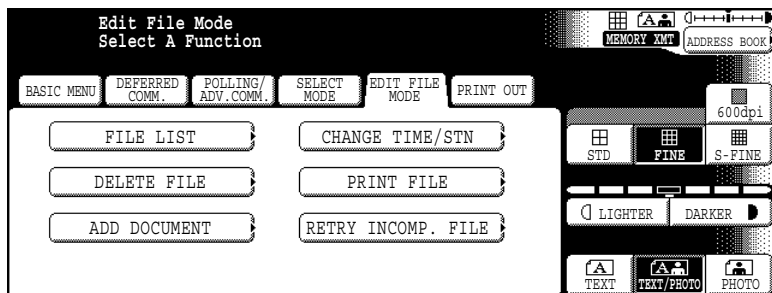 Edit File Mode
Select A Function
MEMORY XMT
ADDRESS BOOK
BASIC MENU
DEFERRED
COMM.
POLLING/
ADV.COMM.
SELECT
MODE
EDIT FILE
MODE
PRINT OUT
600dpi
FILE LIST
CHANGE TIME/STN
STD
FINE
S-FINE
DELETE FILE
PRINT FILE
LIGHTER
DARKER
ADD DOCUMENT
RETRY INCOMP. FILE
A
TEXT
A
TEXT/PHOTO
PHOTO
A